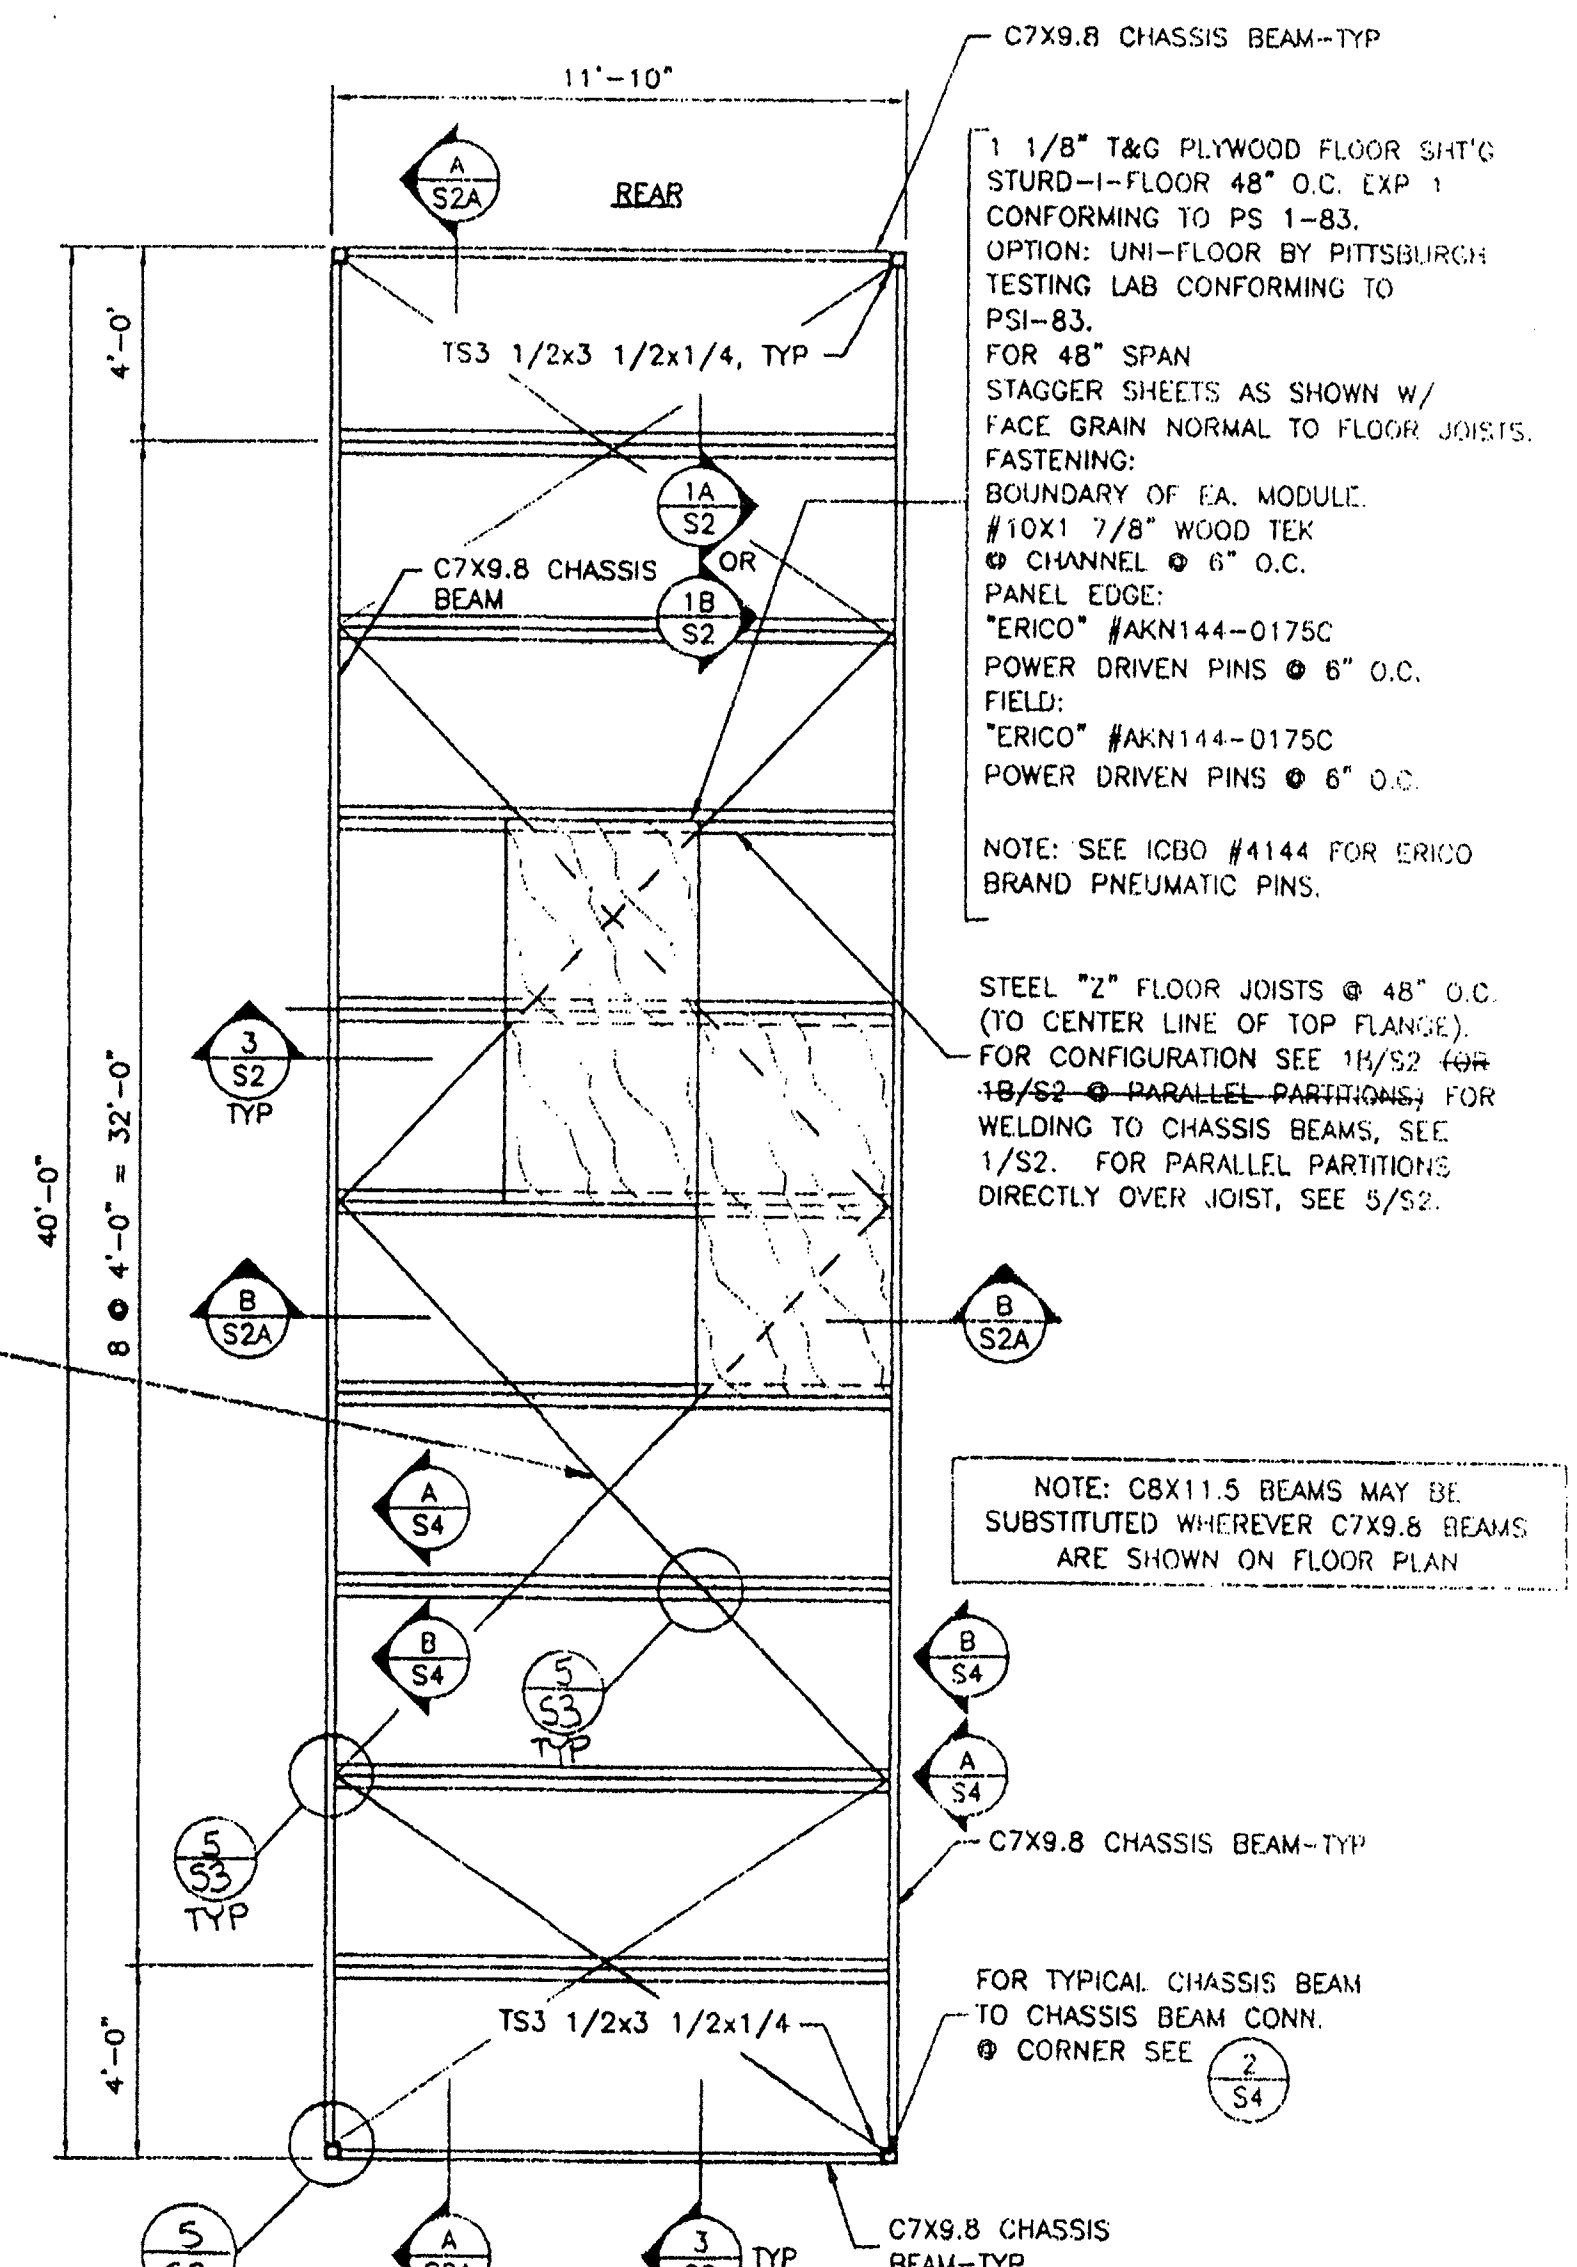 C7X9.8 CHASSIS BEAM-TYP
11'-10"
A
S2A
REAR
1 1/8" T&G PLYWOOD FLOOR SHT'G
STURD-I-FLOOR 48" O.C. EXP 1
CONFORMING TO PS 1-83.
OPTION: UNI-FLOOR BY PITTSBURGH
TESTING LAB CONFORMING TO
PSI-83.
FOR 48" SPAN
STAGGER SHEETS AS SHOWN W/
FACE GRAIN NORMAL TO FLOOR JOISTS.
FASTENING:
BOUNDARY OF EA. MODULE
#10X1 7/8" WOOD TEK
@ CHANNEL @ 6" O.C.
PANEL EDGE:
"ERICO" #AKN144-0175C
POWER DRIVEN PINS @ 6" O.C.
FIELD:
"ERICO" #AKN144-0175C
POWER DRIVEN PINS @ 6" O.C.
NOTE: SEE ICBO #4144 FOR ERICO
BRAND PNEUMATIC PINS.
4'-0'
TS3 1/2x3 1/2x1/4, TYP
1A
S2
OR
1B
S2
C7X9.8 CHASSIS
BEAM
STEEL "Z" FLOOR JOISTS @ 48" O.C.
(TO CENTER LINE OF TOP FLANGE).
FOR CONFIGURATION SEE 1B/S2 (OR
1B/S2 @ PARALLEL PARTITIONS) FOR
WELDING TO CHASSIS BEAMS, SEE
1/S2. FOR PARALLEL PARTITIONS
DIRECTLY OVER JOIST, SEE 5/S2.
3
S2
TYP
40'-0"
8 @ 4'-0" = 32'-0"
B
S2A
B
S2A
NOTE: C8X11.5 BEAMS MAY BE
SUBSTITUTED WHEREVER C7X9.8 BEAMS
ARE SHOWN ON FLOOR PLAN
A
S4
B
S4
5
S3
TYP
B
S4
A
S4
5
S3
TYP
C7X9.8 CHASSIS BEAM-TYP
FOR TYPICAL CHASSIS BEAM
TO CHASSIS BEAM CONN.
@ CORNER SEE
2
S4
TS3 1/2x3 1/2x1/4
4'-0"
5
A
3
TYP
C7X9.8 CHASSIS
BEAM-TYP